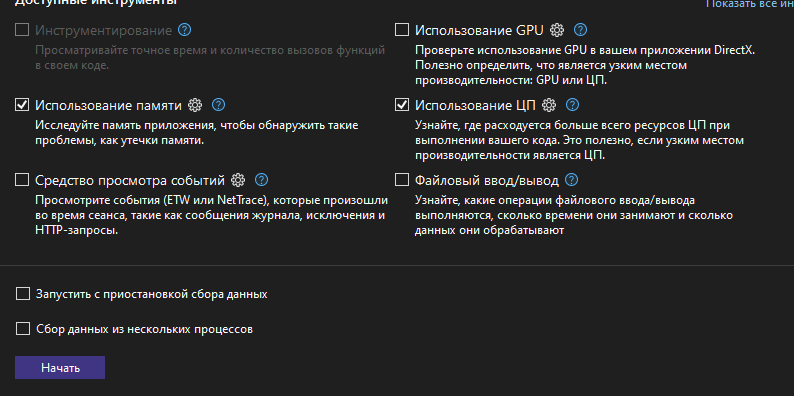 Доступные инструменты
Показать все ин
Инструментирование
Просматривайте точное время и количество вызовов функций
в своем коде.
Использование GPU
Проверьте использование GPU в вашем приложении DirectX.
Полезно определить, что является узким местом
производительности: GPU или ЦП.
Использование памяти
Исследуйте память приложения, чтобы обнаружить такие
проблемы, как утечки памяти.
Использование ЦП
Узнайте, где расходуется больше всего ресурсов ЦП при
выполнении вашего кода. Это полезно, если узким местом
производительности является ЦП.
Средство просмотра событий
Просмотрите события (ETW или NetTrace), которые произошли
во время сеанса, такие как сообщения журнала, исключения и
HTTP-запросы.
Файловый ввод/вывод
Узнайте, какие операции файлового ввода/вывода
выполняются, сколько времени они занимают и сколько
данных они обрабатывают
Запустить с приостановкой сбора данных
Сбор данных из нескольких процессов
Начать